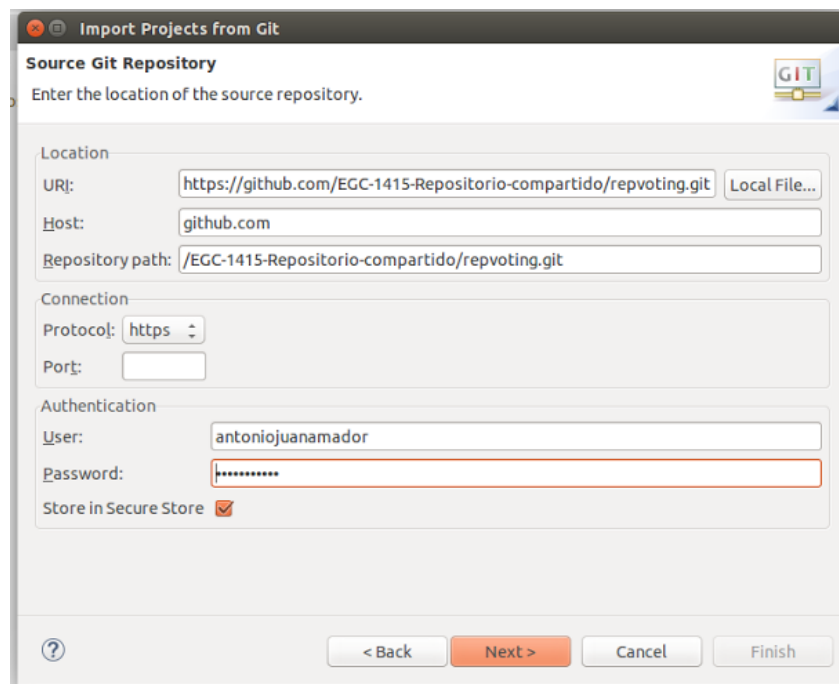 Import Projects from Git
Source Git Repository
Enter the location of the source repository.
GIT
Location
URI: https://github.com/EGC-1415-Repositorio-compartido/repvoting.git Local File...
Host: github.com
Repository path: /EGC-1415-Repositorio-compartido/repvoting.git
Connection
Protocol: https
Port:
Authentication
User: antoniojuanamador
Password: •••••••••••
Store in Secure Store
? < Back Next > Cancel Finish